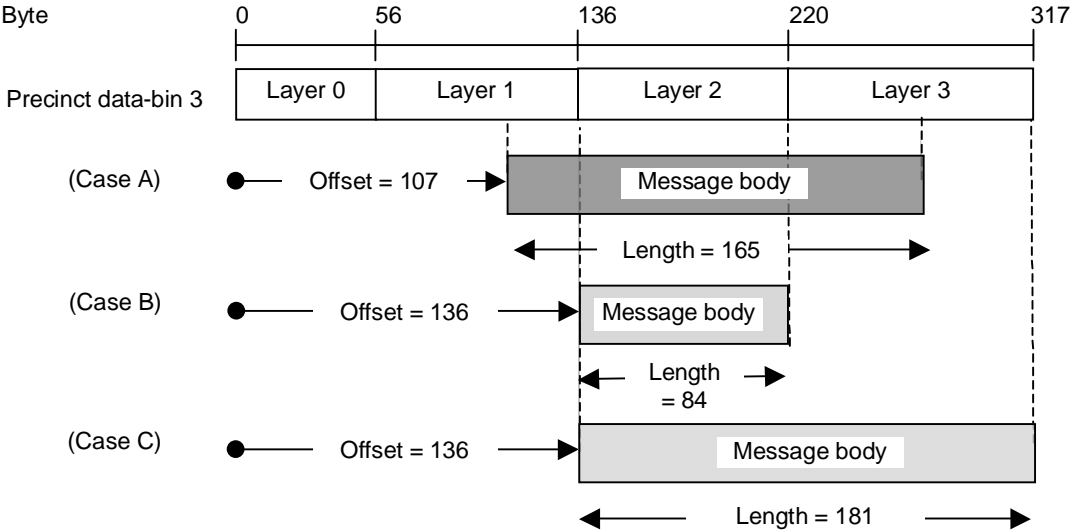 Byte 0 56 136 220 317
Precinct data-bin 3 Layer 0 Layer 1 Layer 2 Layer 3
(Case A) Offset = 107 Message body
Length = 165
(Case B) Offset = 136 Message body
Length
= 84
(Case C) Offset = 136 Message body
Length = 181